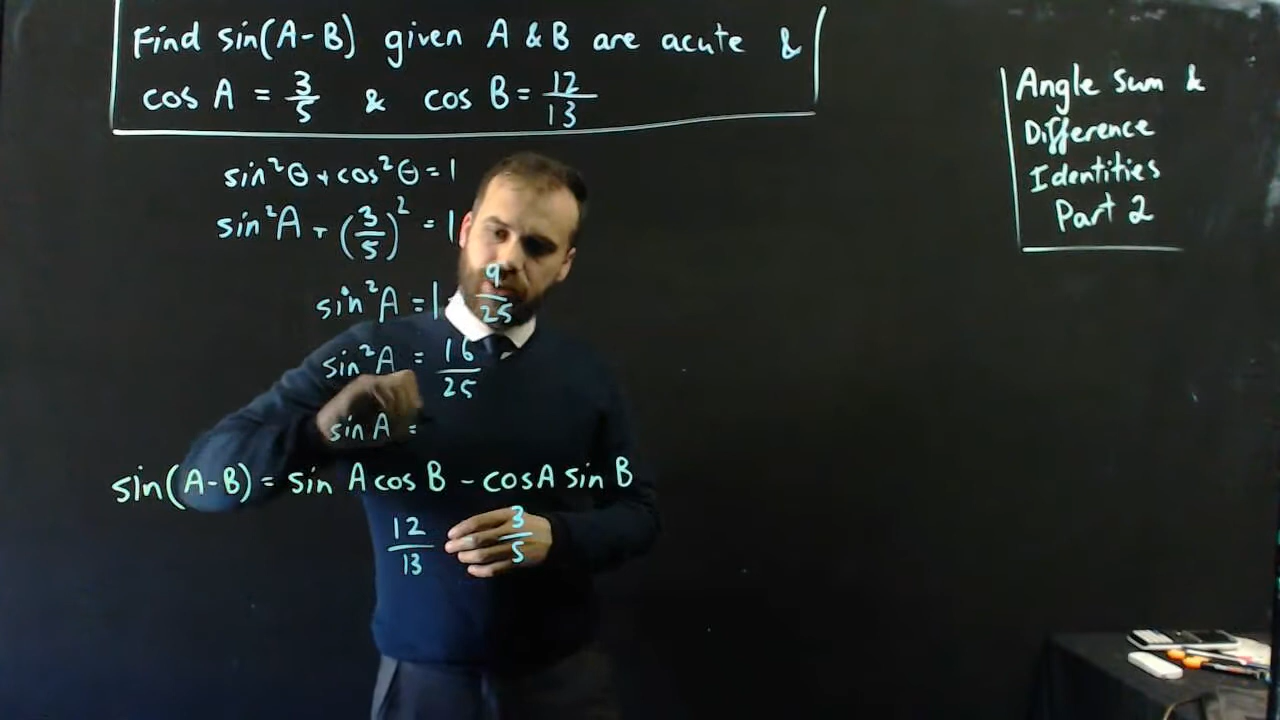 Find sin(A-B) given A & B are acute &
cos A = 3/5 & cos B = 12/13
Angle Sum &
Difference
Identities
Part 2
sin²θ + cos²θ = 1
sin²A + (3/5)² = 1
sin²A = 1 - 9/25
sin²A = 16/25
sin A =
sin(A-B) = sin A cos B - cos A sin B
12/13 3/5